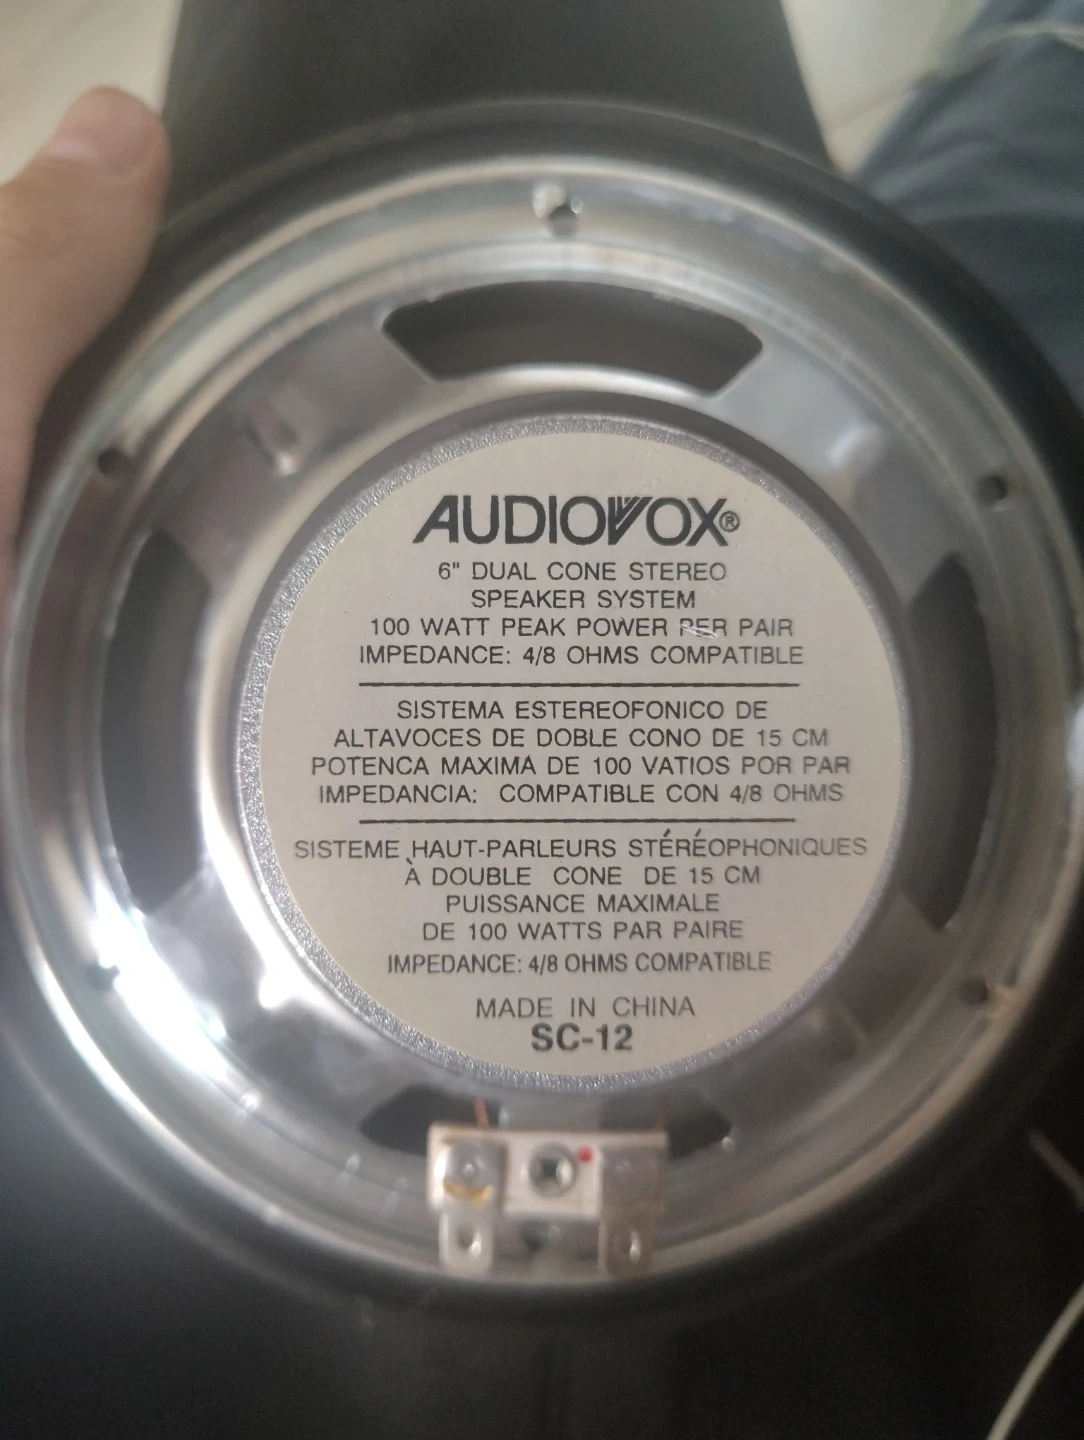 AUDIOVOX®
6" DUAL CONE STEREO
SPEAKER SYSTEM
100 WATT PEAK POWER PER PAIR
IMPEDANCE: 4/8 OHMS COMPATIBLE
SISTEMA ESTEREOFONICO DE
ALTAVOCES DE DOBLE CONO DE 15 CM
POTENCA MAXIMA DE 100 VATIOS POR PAR
IMPEDANCIA: COMPATIBLE CON 4/8 OHMS
SISTEME HAUT-PARLEURS STÉRÉOPHONIQUES
À DOUBLE CONE DE 15 CM
PUISSANCE MAXIMALE
DE 100 WATTS PAR PAIRE
IMPEDANCE: 4/8 OHMS COMPATIBLE
MADE IN CHINA
SC-12